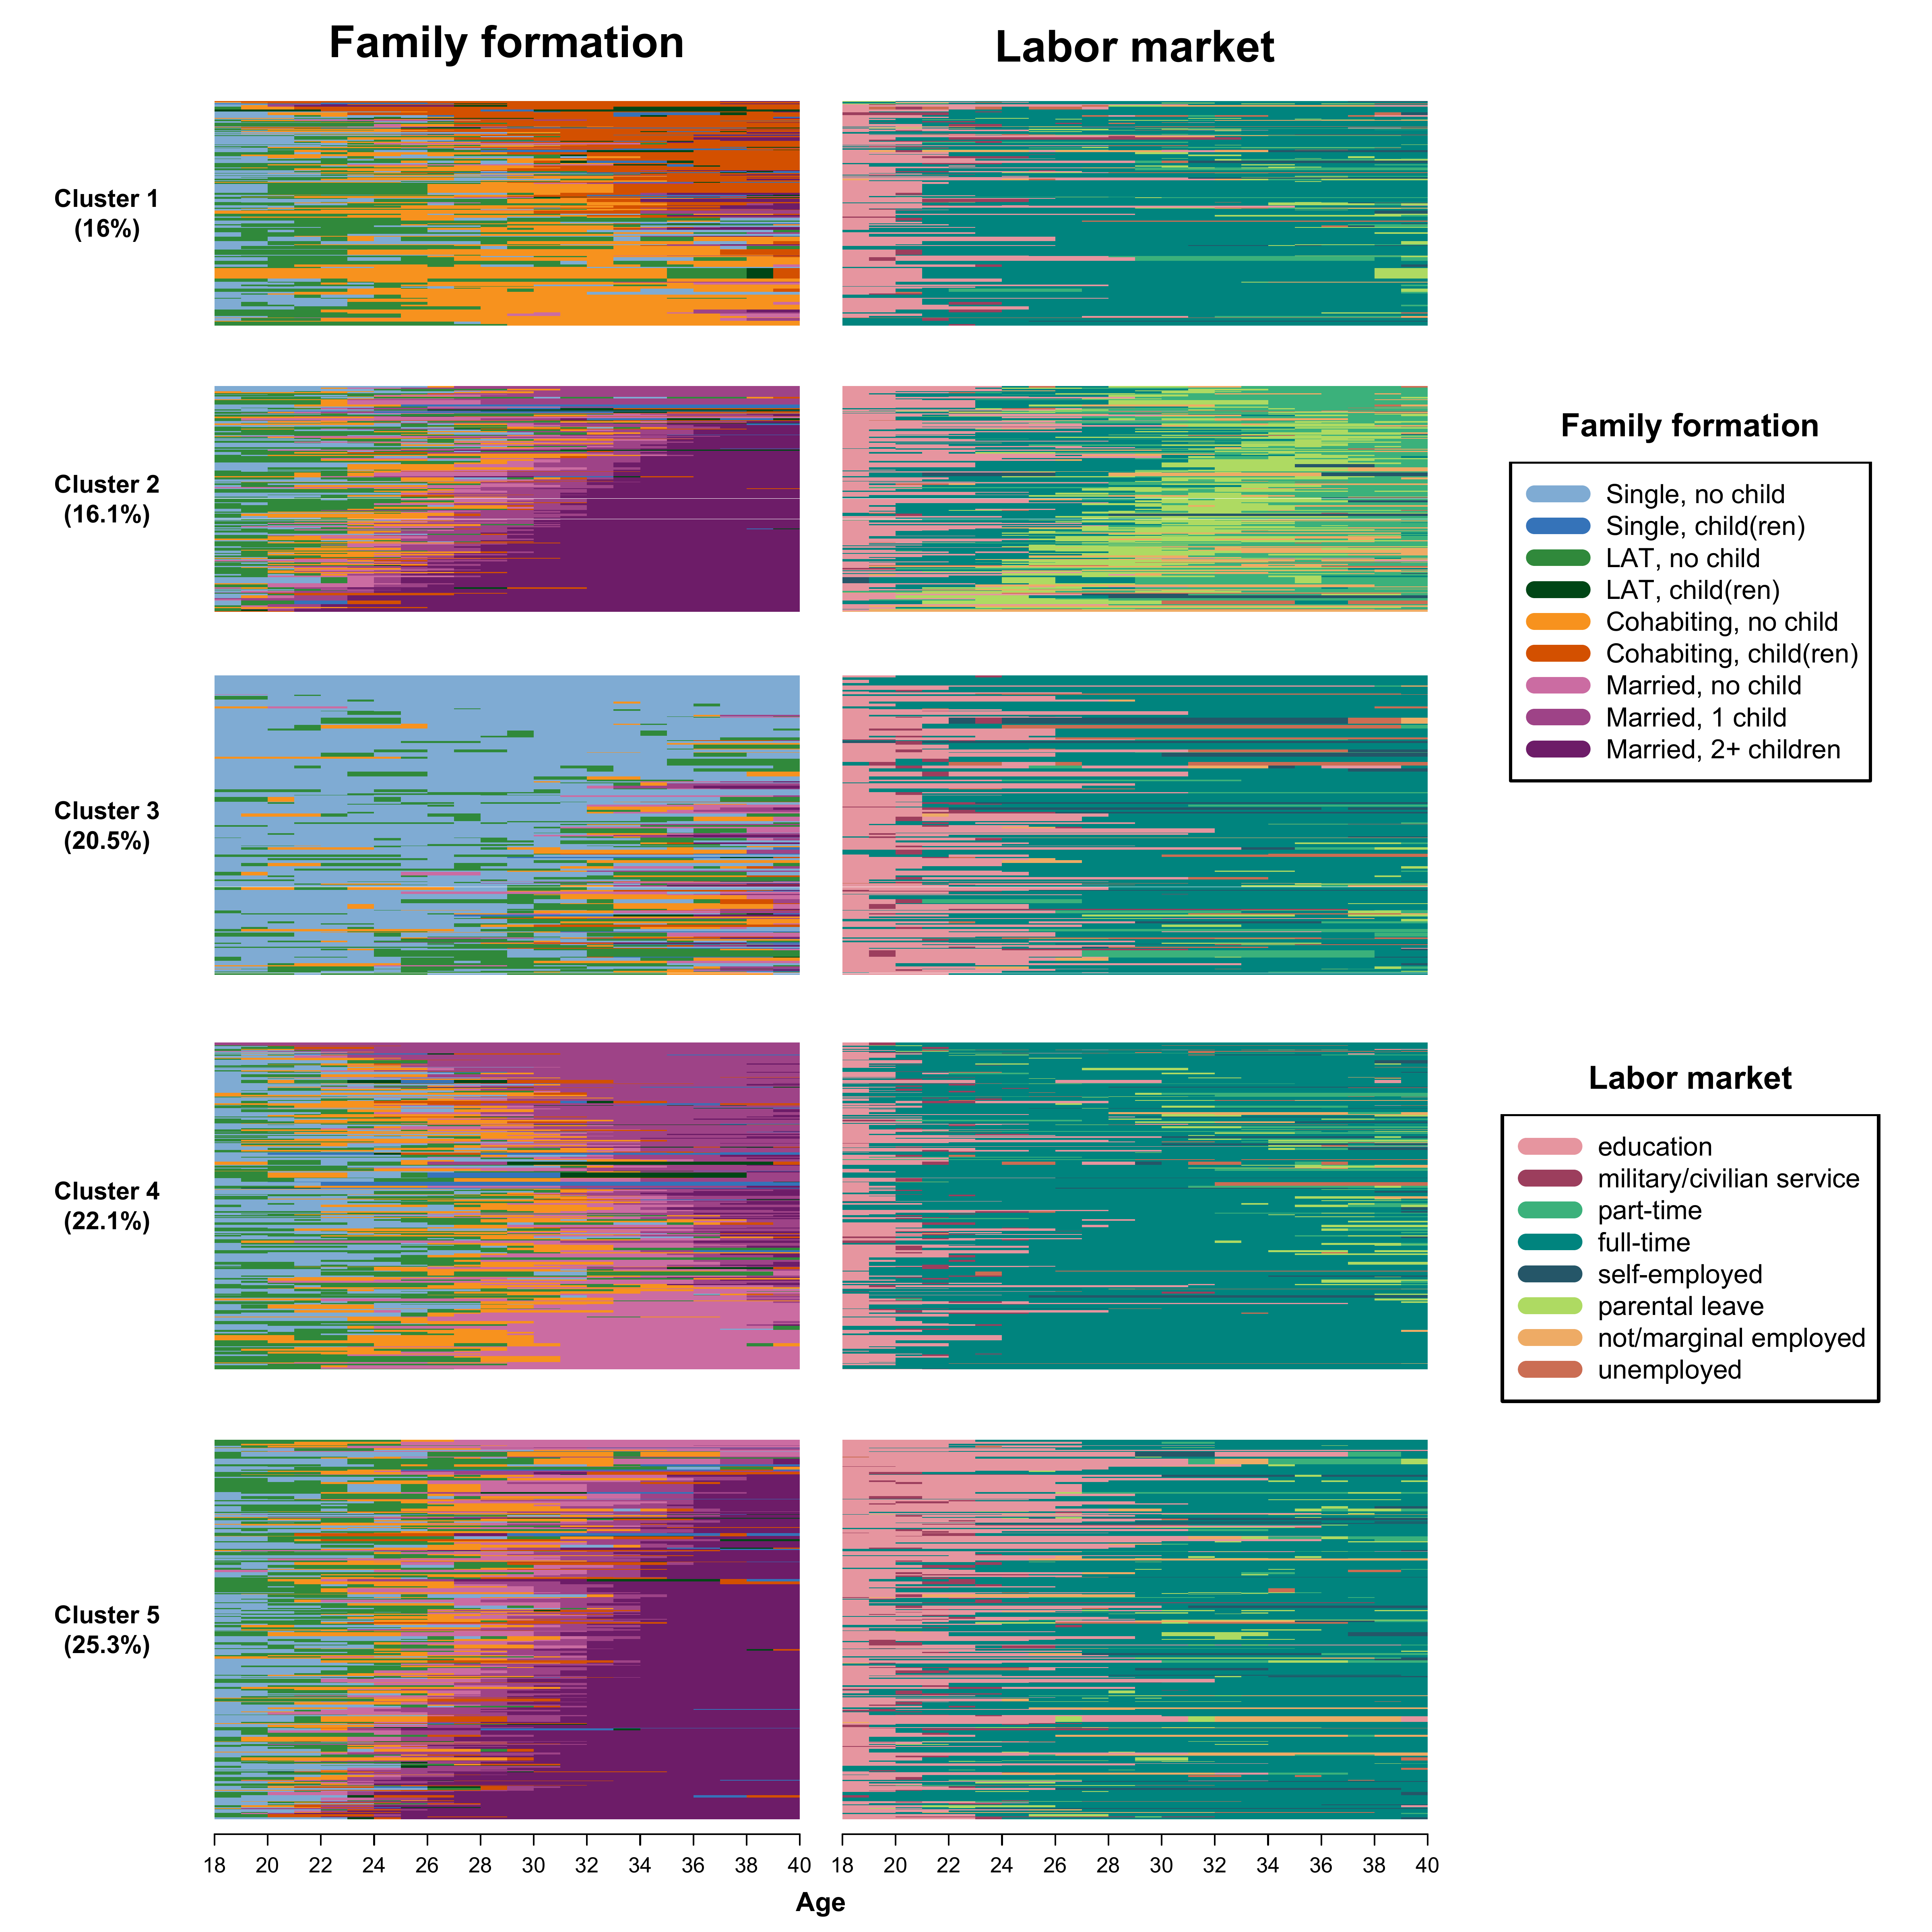 Family formation
Labor market
Cluster 1
(16%)
Cluster 2
(16.1%)
Cluster 3
(20.5%)
Cluster 4
(22.1%)
Cluster 5
(25.3%)
Family formation
Single, no child
Single, child(ren)
LAT, no child
LAT, child(ren)
Cohabiting, no child
Cohabiting, child(ren)
Married, no child
Married, 1 child
Married, 2+ children
Labor market
education
military/civilian service
part-time
full-time
self-employed
parental leave
not/marginal employed
unemployed
18 20 22 24 26 28 30 32 34 36 38 40
18 20 22 24 26 28 30 32 34 36 38 40
Age